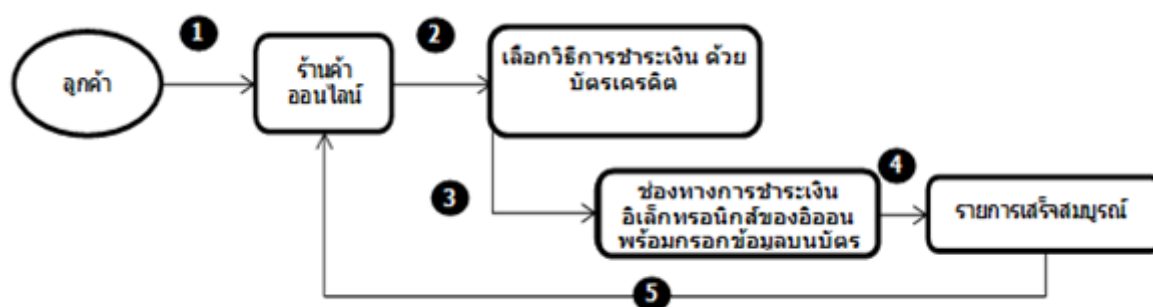 1
2
ลูกค้า
ร้านค้า
ออนไลน์
เลือกวิธีการชำระเงิน ด้วย
บัตรเครดิต
3
ช่องทางการชำระเงิน
อิเล็กทรอนิกส์ของอิออน
พร้อมกรอกข้อมูลบนบัตร
4
รายการเสร็จสมบูรณ์
5